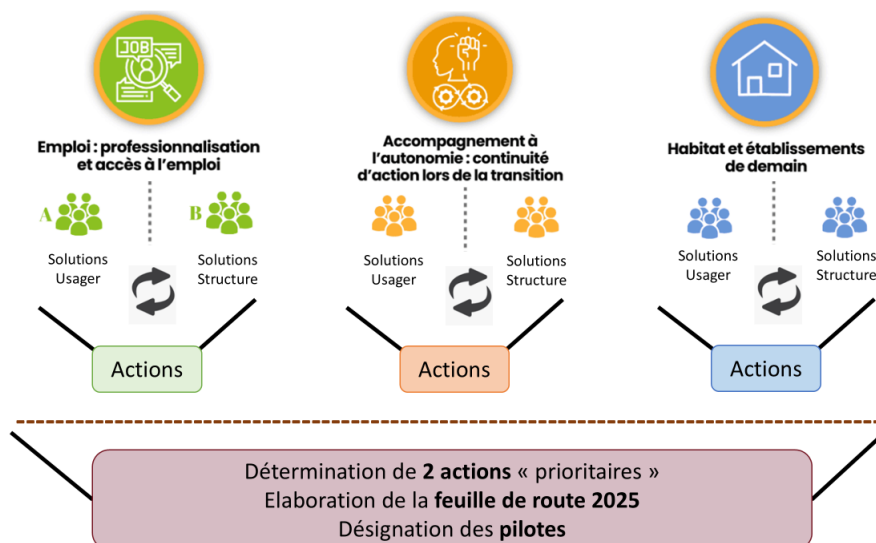 JOB
Emploi : professionnalisation
et accès à l'emploi
A
B
Solutions
Usager
Solutions
Structure
Actions
Accompagnement à
l'autonomie : continuité
d'action lors de la transition
Solutions
Usager
Solutions
Structure
Actions
Habitat et établissements
de demain
Solutions
Usager
Solutions
Structure
Actions
Détermination de 2 actions « prioritaires »
Elaboration de la feuille de route 2025
Désignation des pilotes